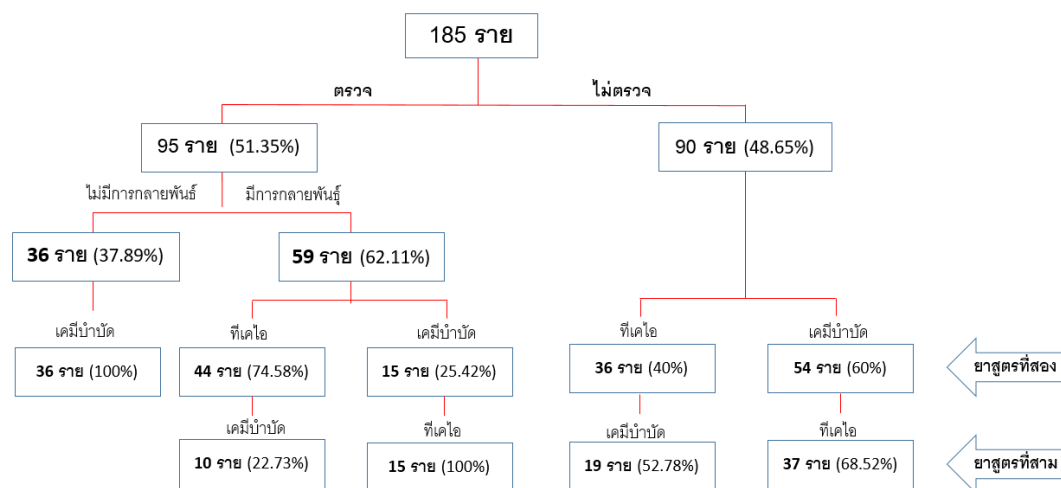 185 ราย
ตรวจ
ไม่ตรวจ
95 ราย (51.35%)
90 ราย (48.65%)
ไม่มีการกลายพันธ์
มีการกลายพันธุ์
36 ราย (37.89%)
59 ราย (62.11%)
เคมีบำบัด
ทีเคไอ
เคมีบำบัด
ทีเคไอ
เคมีบำบัด
36 ราย (100%)
44 ราย (74.58%)
15 ราย (25.42%)
36 ราย (40%)
54 ราย (60%)
ยาสูตรที่สอง
เคมีบำบัด
ทีเคไอ
เคมีบำบัด
ทีเคไอ
10 ราย (22.73%)
15 ราย (100%)
19 ราย (52.78%)
37 ราย (68.52%)
ยาสูตรที่สาม